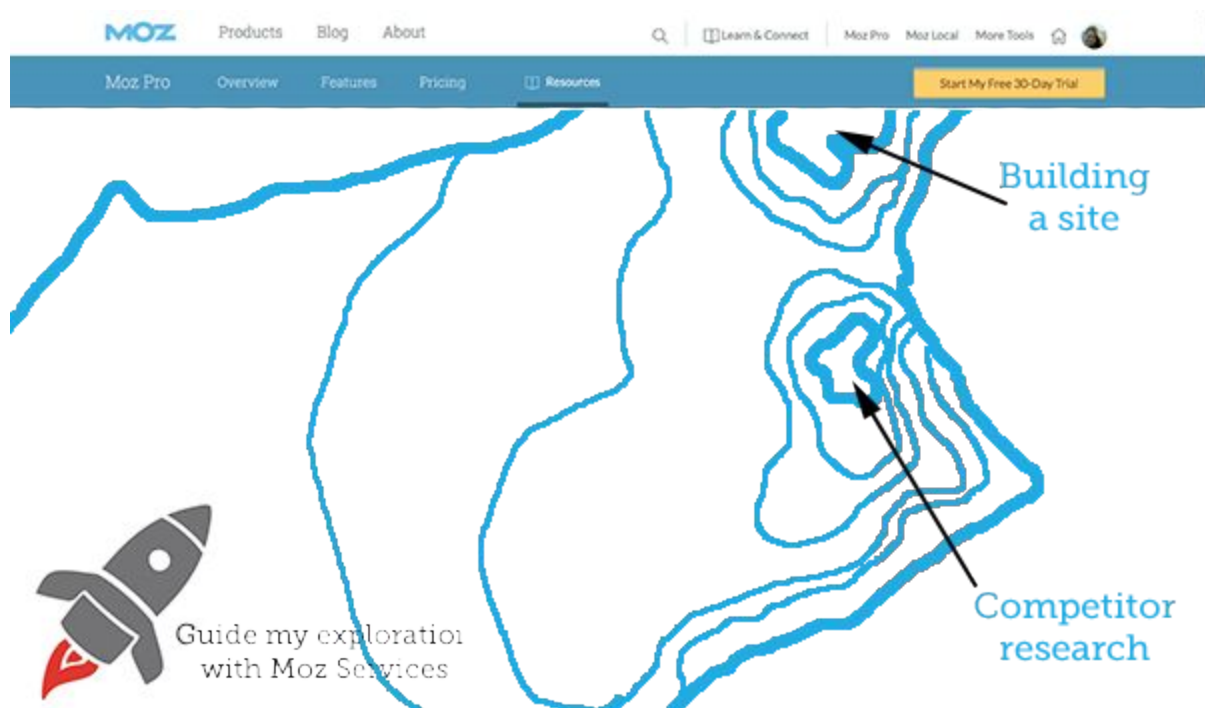 MOZ Products Blog About Learn & Connect Moz Pro Moz Local More Tools
Moz Pro Overview Features Pricing Resources Start My Free 30-Day Trial
Building
a site
Competitor
research
Guide my exploration
with Moz Services